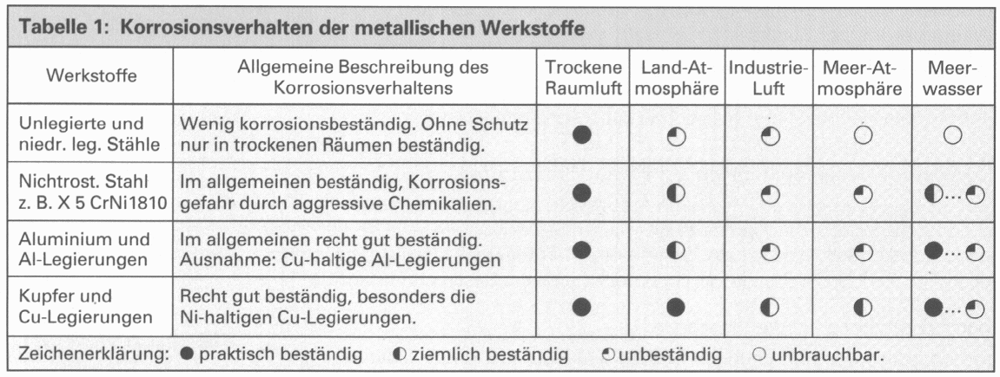 Tabelle 1: Korrosionsverhalten der metallischen Werkstoffe
Werkstoffe
Allgemeine Beschreibung des
Korrosionsverhaltens
Trockene
Raumluft
Land-At-
mosphäre
Industrie-
Luft
Meer-At-
mosphäre
Meer-
wasser
Unlegierte und
niedr. leg. Stähle
Wenig korrosionsbeständig. Ohne Schutz
nur in trockenen Räumen beständig.
Nichtrost. Stahl
z. B. X 5 CrNi1810
Im allgemeinen beständig, Korrosions-
gefahr durch aggressive Chemikalien.
...
Aluminium und
Al-Legierungen
Im allgemeinen recht gut beständig.
Ausnahme: Cu-haltige Al-Legierungen
...
Kupfer und
Cu-Legierungen
Recht gut beständig, besonders die
Ni-haltigen Cu-Legierungen.
...
Zeichenerklärung: ● praktisch beständig ◐ ziemlich beständig ◔ unbeständig ○ unbrauchbar.